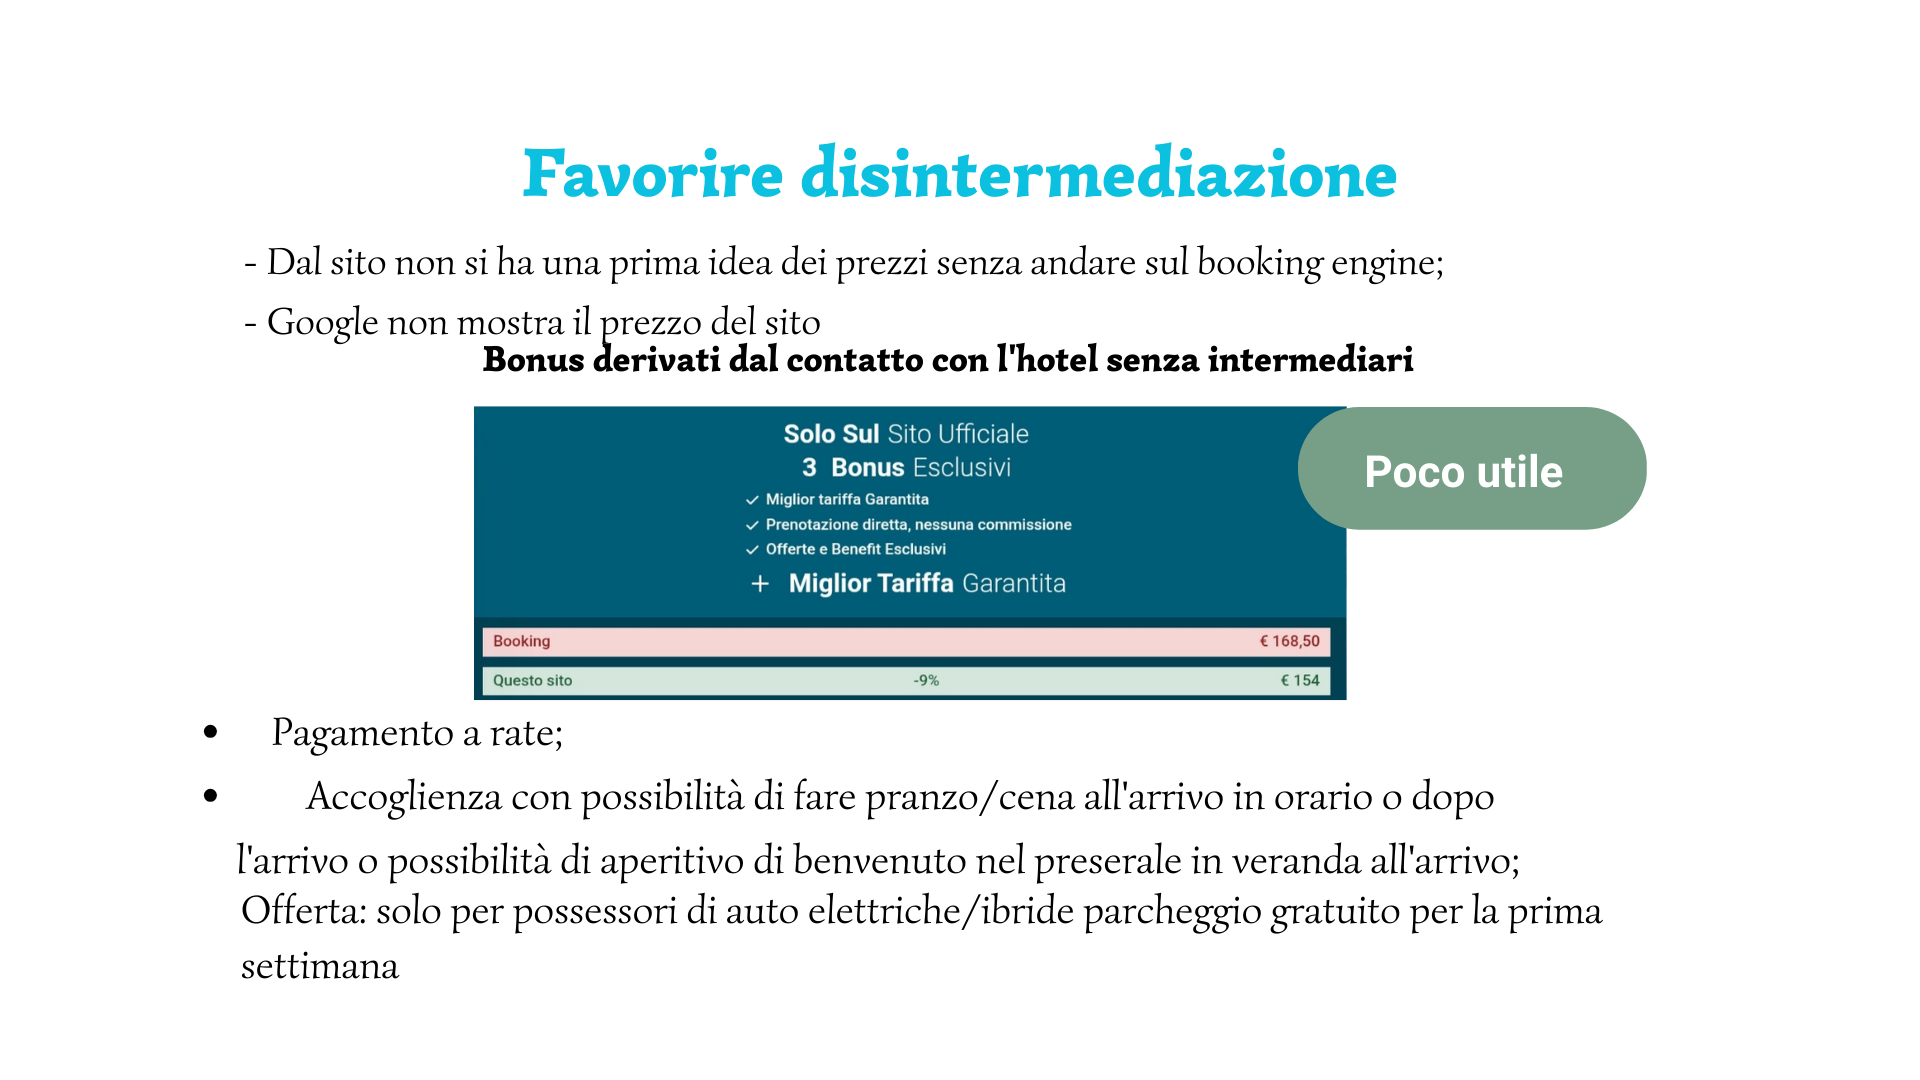 Favorire disintermediazione
- Dal sito non si ha una prima idea dei prezzi senza andare sul booking engine;
- Google non mostra il prezzo del sito
Bonus derivati dal contatto con l'hotel senza intermediari
Solo Sul Sito Ufficiale
3 Bonus Esclusivi
✓ Miglior tariffa Garantita
✓ Prenotazione diretta, nessuna commissione
✓ Offerte e Benefit Esclusivi
+ Miglior Tariffa Garantita
Poco utile
Booking € 168,50
Questo sito -9% € 154
• Pagamento a rate;
• Accoglienza con possibilità di fare pranzo/cena all'arrivo in orario o dopo
l'arrivo o possibilità di aperitivo di benvenuto nel preserale in veranda all'arrivo;
Offerta: solo per possessori di auto elettriche/ibride parcheggio gratuito per la prima
settimana